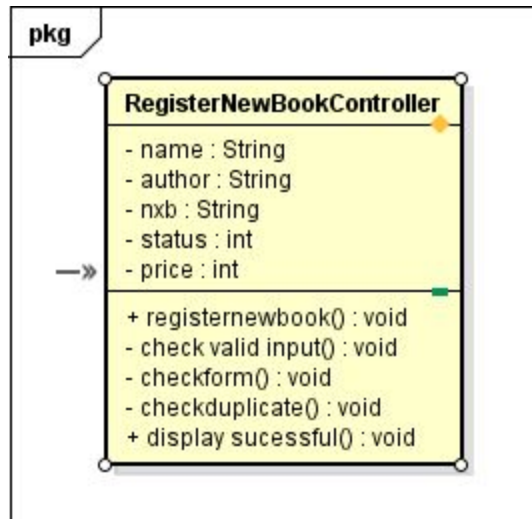 pkg
RegisterNewBookController
- name : String
- author : String
- nxb : String
- status : int
- price : int
+ registernewbook() : void
- check valid input() : void
- checkform() : void
- checkduplicate() : void
+ display sucessful() : void